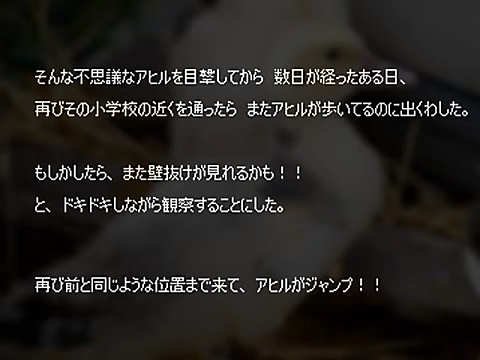 そんな不思議なアヒルを目撃してから 数日が経ったある日、
再びその小学校の近くを通ったら またアヒルが歩いてるのに出くわした。
もしかしたら、また壁抜けが見れるかも！！
と、ドキドキしながら観察することにした。
再び前と同じような位置まで来て、アヒルがジャンプ！！